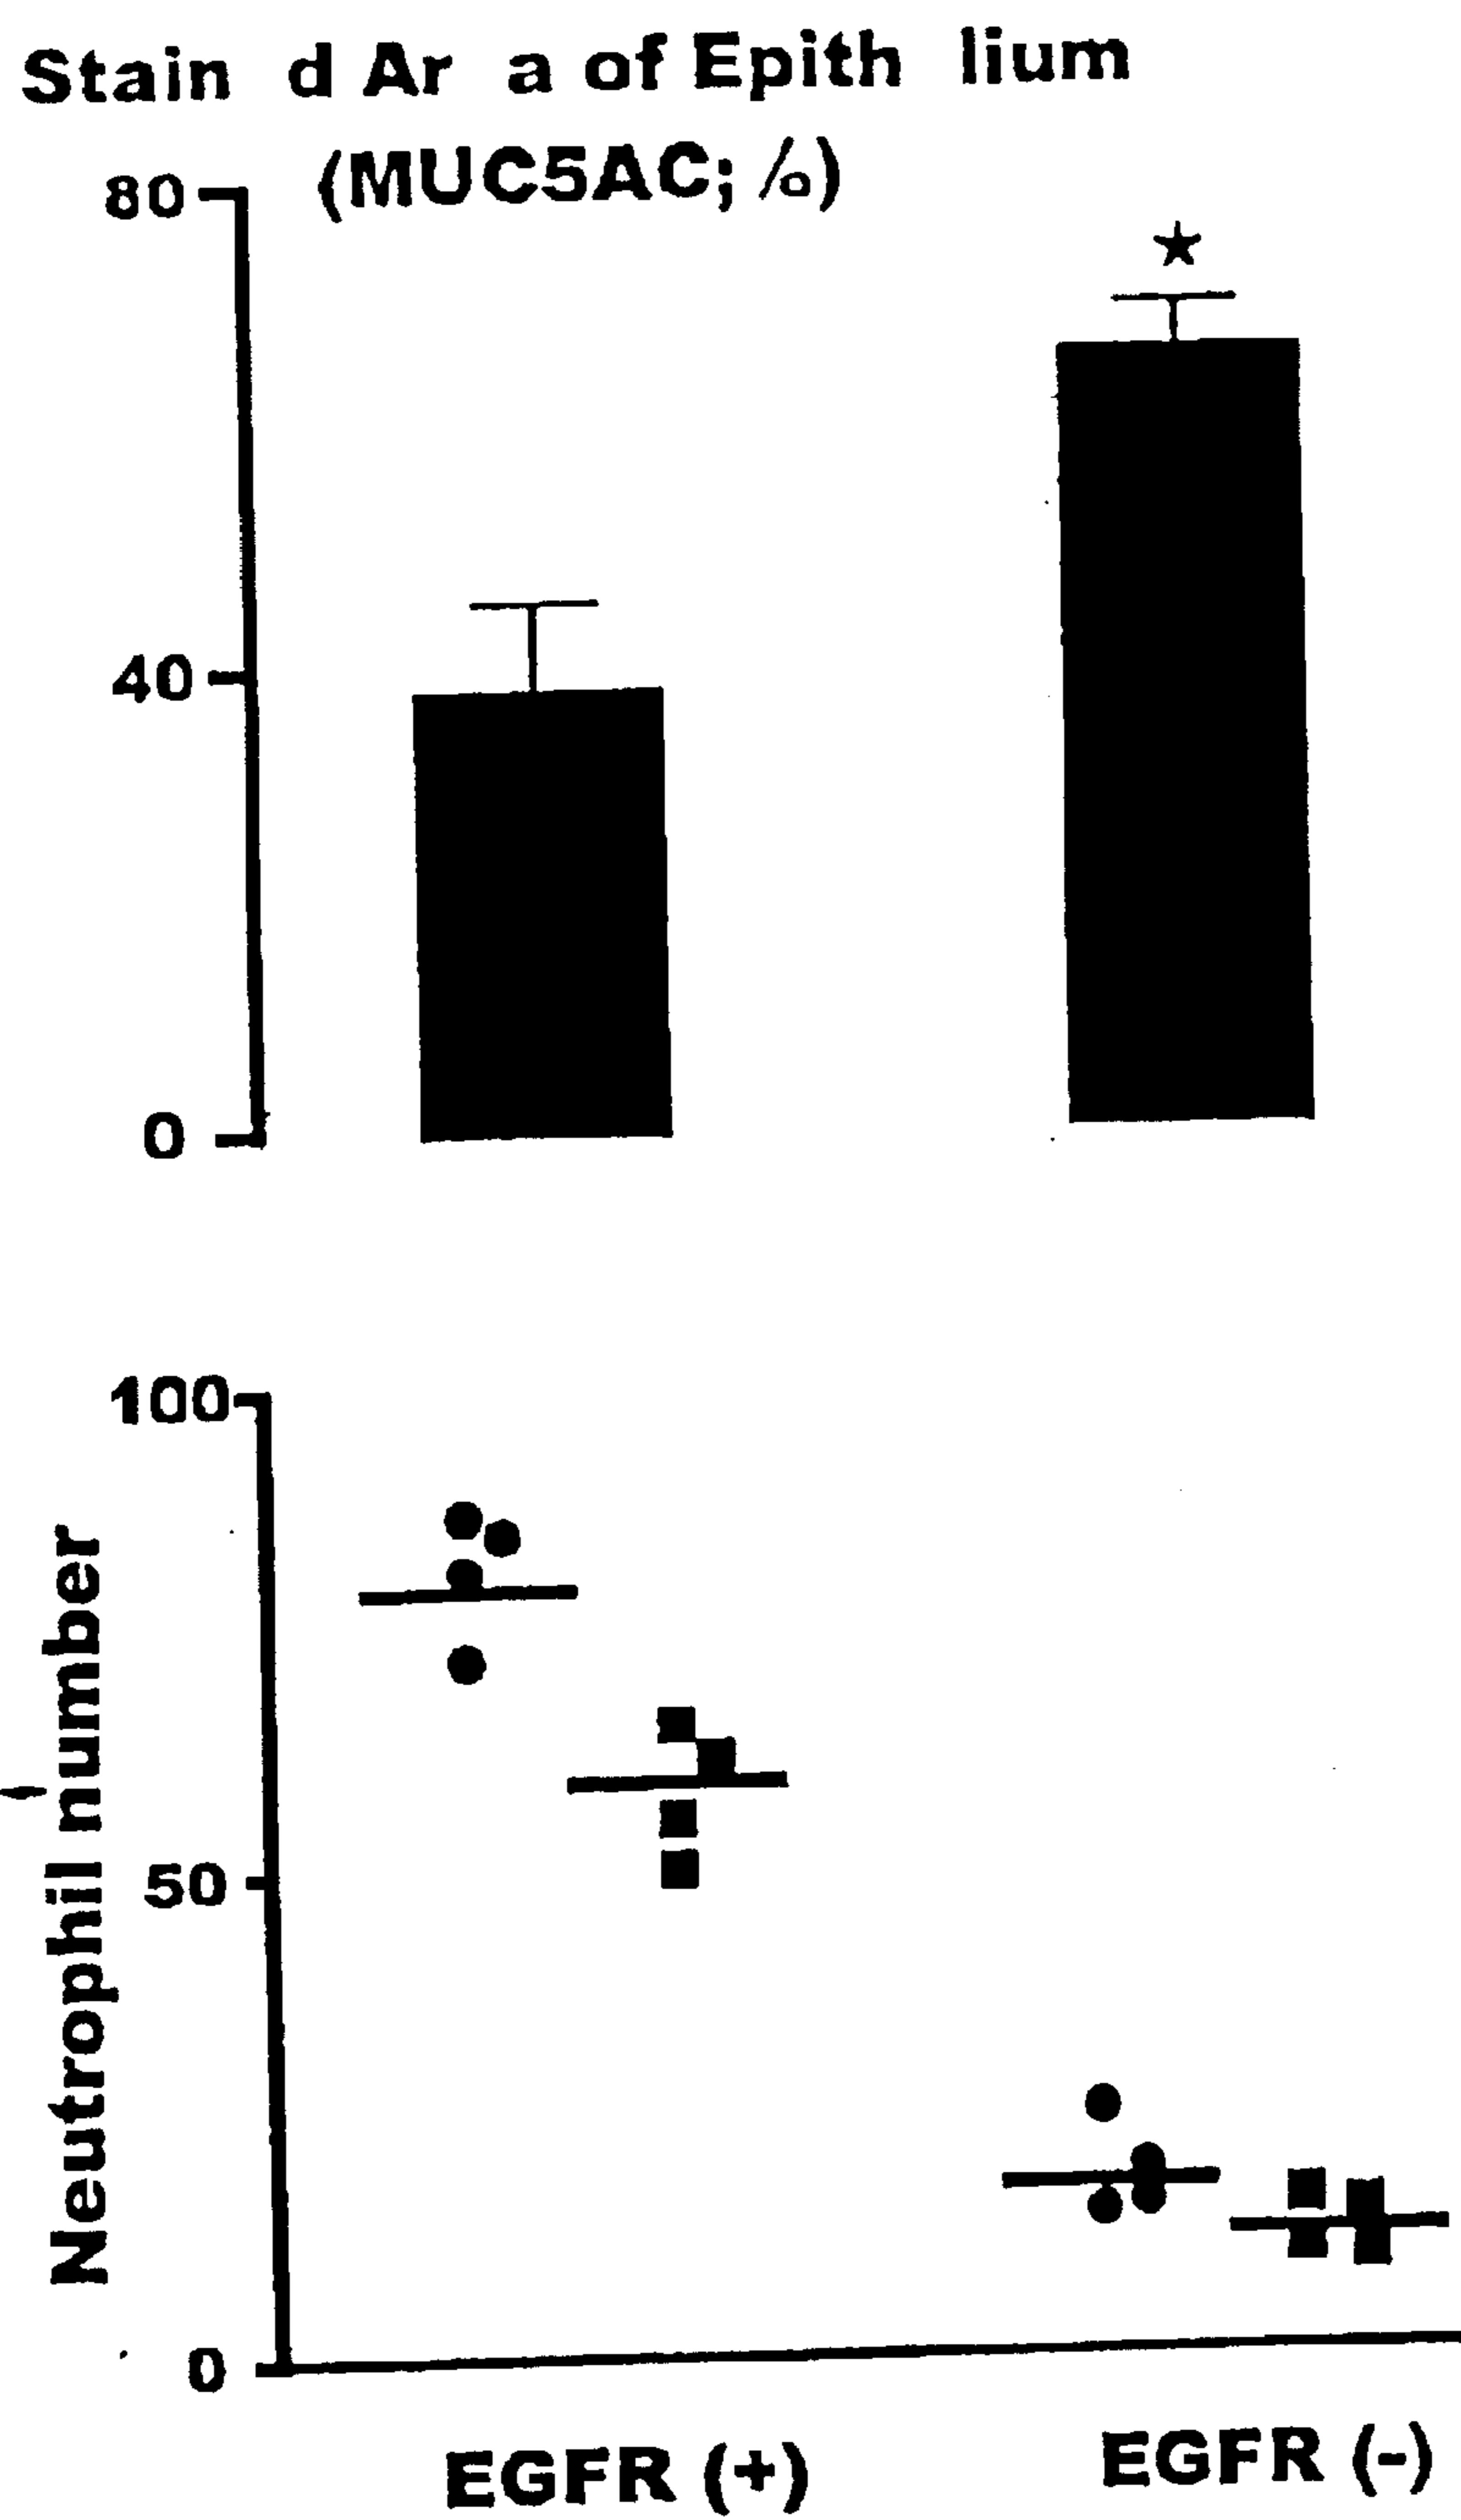 Stain d Ar a of Epith lium
(MUC5AC; %)
80
40
0
100
50
0
Neutrophil number
EGFR (+)
EGFR (-)